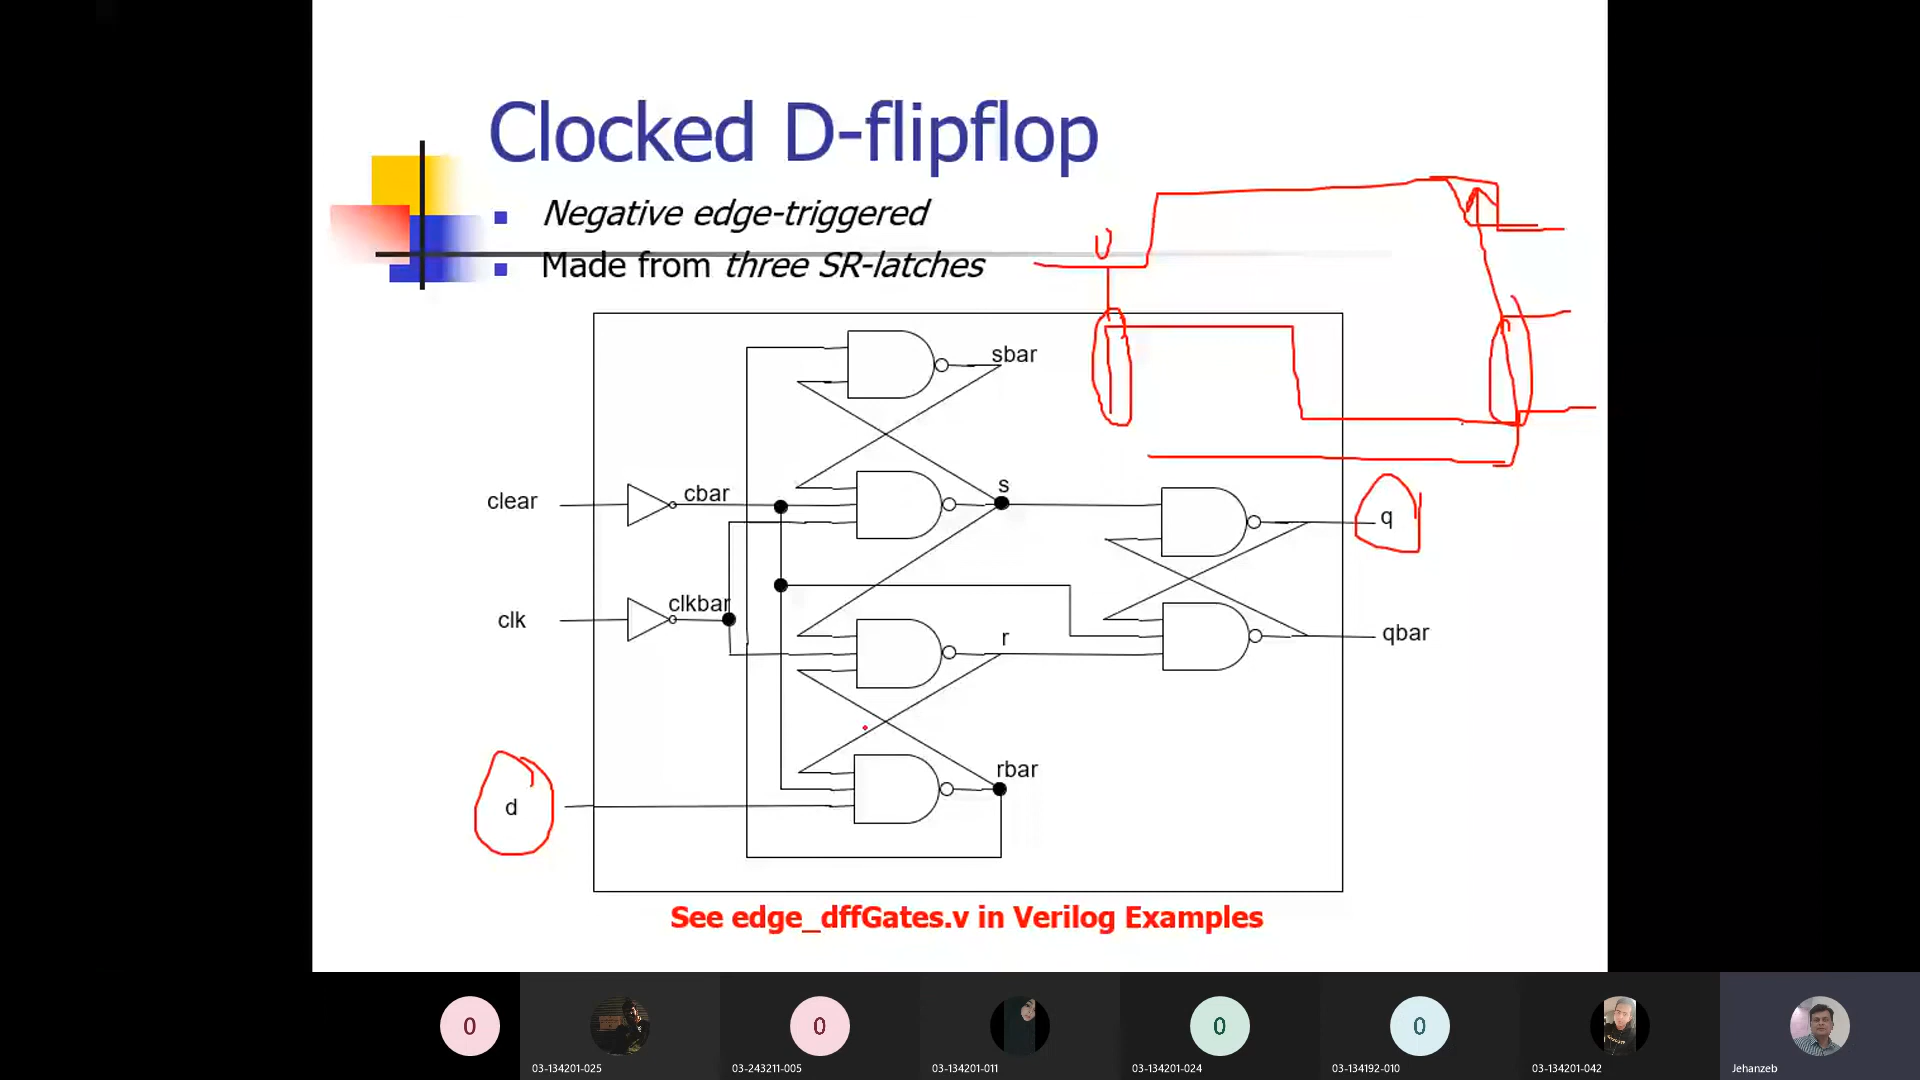 Clocked D-flipflop
Negative edge-triggered
Made from three SR-latches
sbar
s
clear
cbar
q
clk
clkbar
r
qbar
rbar
d
See edge_dffGates.v in Verilog Examples
0
0
0
0
03-134201-025
03-243211-005
03-134201-011
03-134201-024
03-134192-010
03-134201-042
Jehanzeb